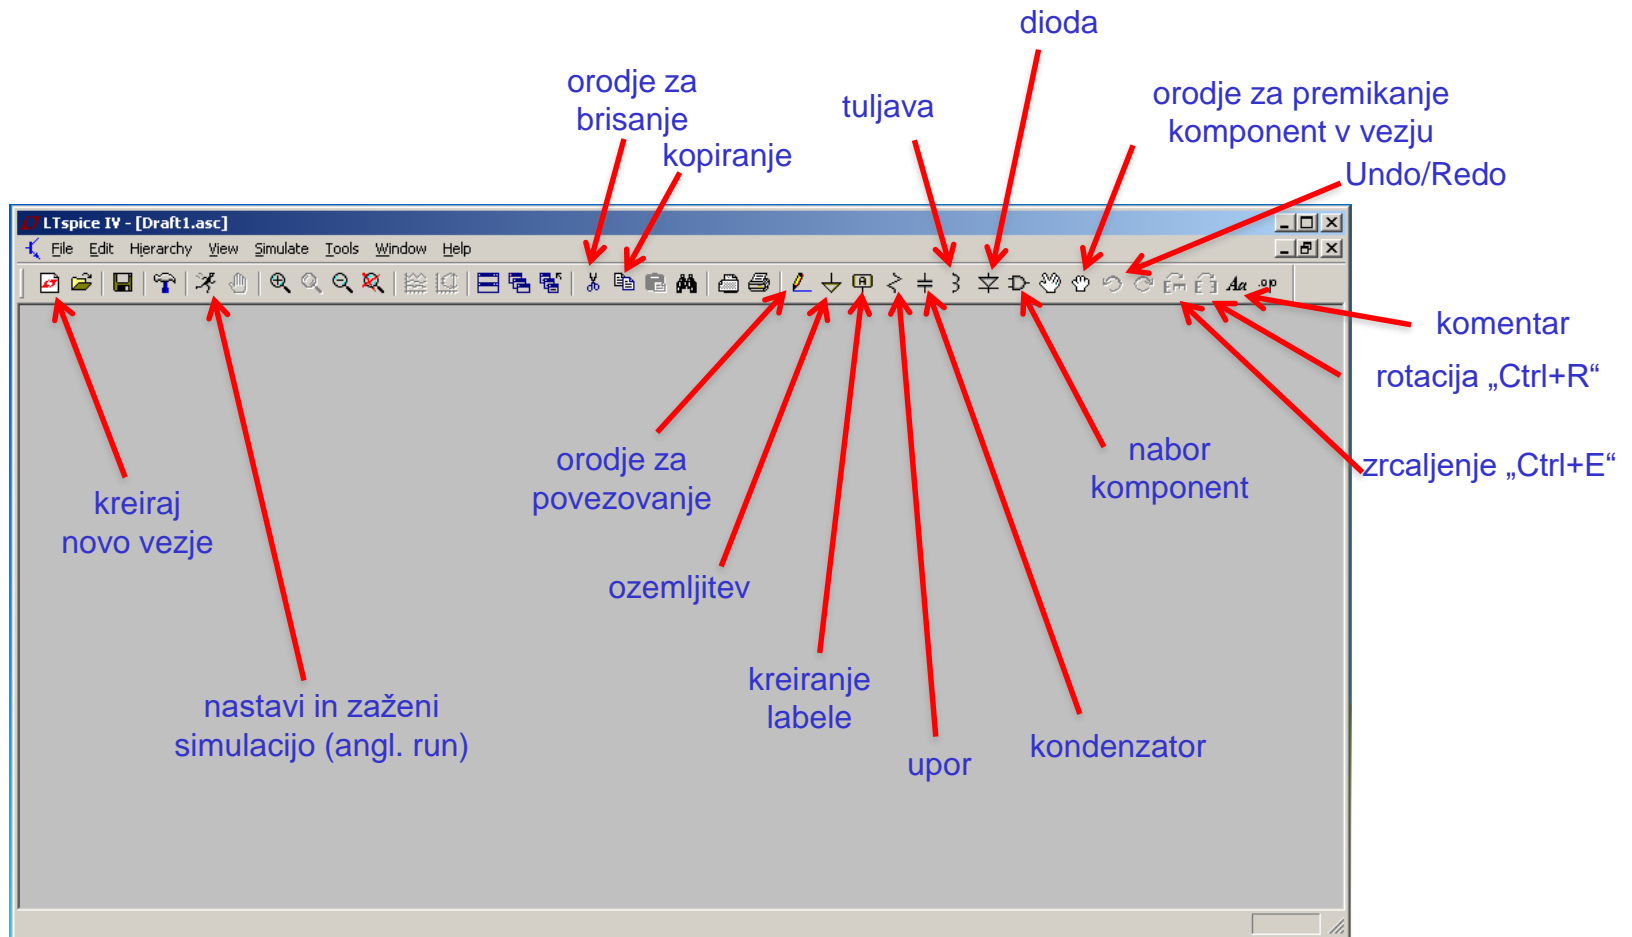 dioda
orodje za
brisanje
kopiranje
tuljava
orodje za premikanje
komponent v vezju
Undo/Redo
LTspice IV - [Draft1.asc]
File Edit Hierarchy View Simulate Tools Window Help
A
Aa
.op
komentar
rotacija „Ctrl+R“
zrcaljenje „Ctrl+E“
nabor
komponent
orodje za
povezovanje
kreiraj
novo vezje
ozemljitev
kreiranje
labele
nastavi in zaženi
simulacijo (angl. run)
upor
kondenzator